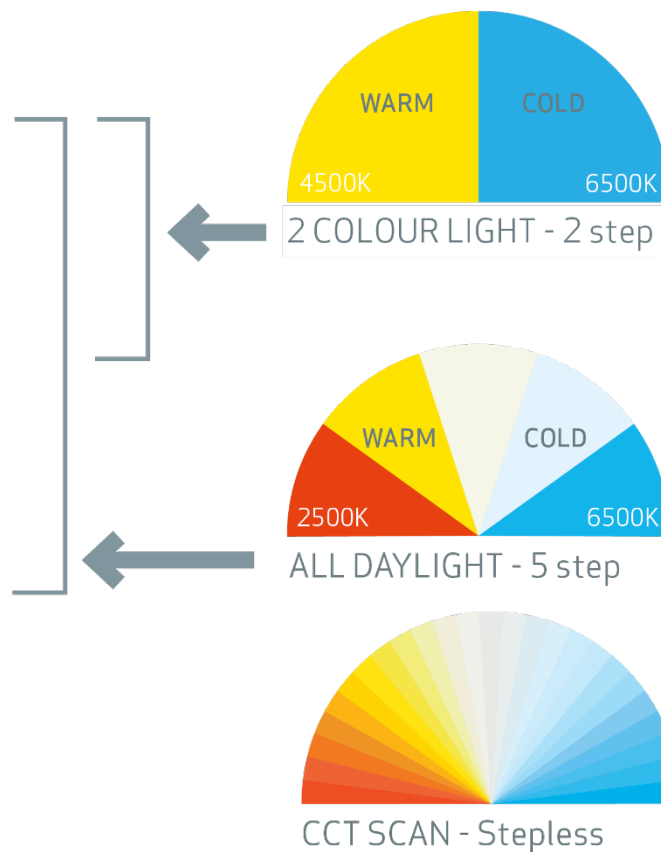 WARM COLD
4500K 6500K
2 COLOUR LIGHT - 2 step
WARM COLD
2500K 6500K
ALL DAYLIGHT - 5 step
CCT SCAN - Stepless